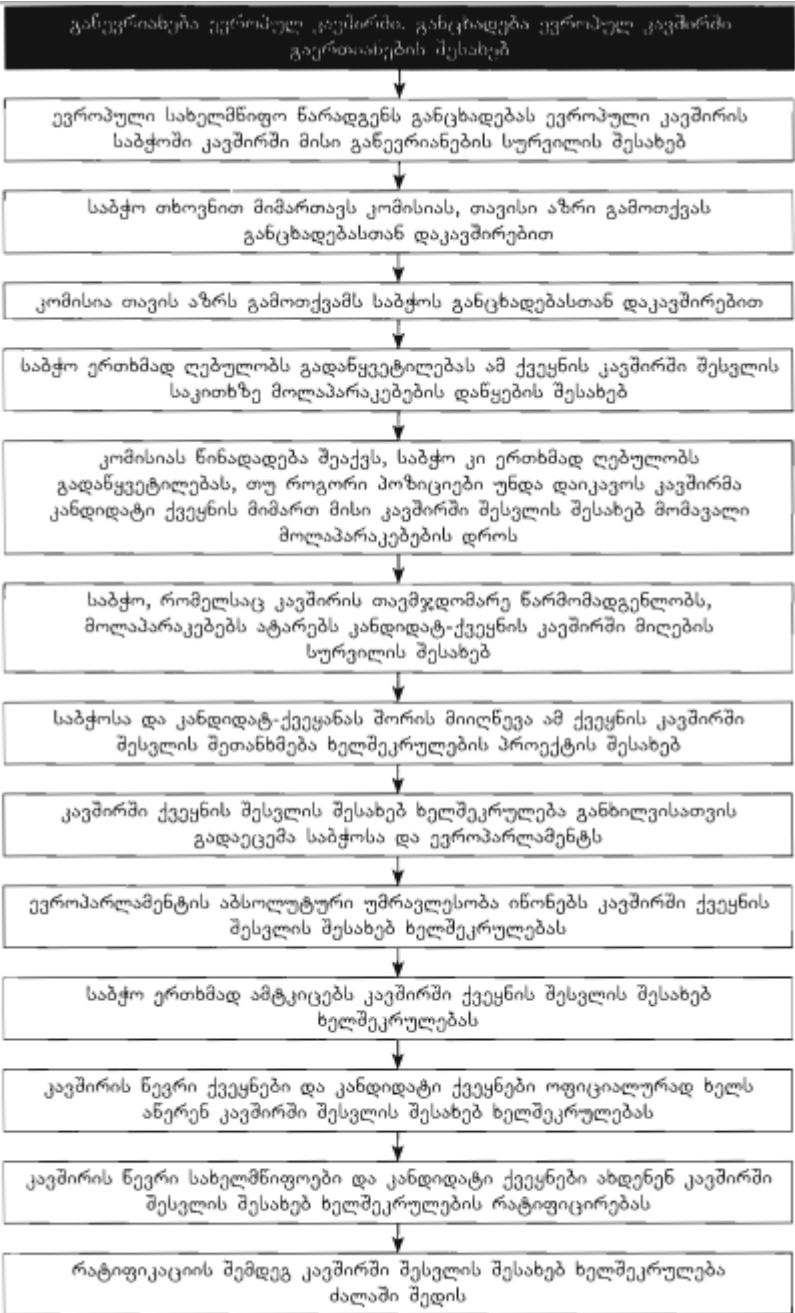 გაწევრიანება ევროპულ კავშირში. განცხადება ევროპულ კავშირში
გაერთიანების შესახებ
ევროპული სახელმწიფო წარადგენს განცხადებას ევროპული კავშირის
საბჭოში კავშირში მისი გაწევრიანების სურვილის შესახებ
საბჭო თხოვნით მიმართავს კომისიას, თავისი აზრი გამოთქვას
განცხადებასთან დაკავშირებით
კომისია თავის აზრს გამოთქვამს საბჭოს განცხადებასთან დაკავშირებით
საბჭო ერთხმად ღებულობს გადაწყვეტილებას ამ ქვეყნის კავშირში შესვლის
საკითხზე მოლაპარაკებების დაწყების შესახებ
კომისიას წინადადება შეაქვს, საბჭო კი ერთხმად ღებულობს
გადაწყვეტილებას, თუ როგორი პოზიციები უნდა დაიკავოს კავშირმა
კანდიდატი ქვეყნის მიმართ მისი კავშირში შესვლის შესახებ მომავალი
მოლაპარაკებების დროს
საბჭო, რომელსაც კავშირის თავმჯდომარე წარმომადგენლობს,
მოლაპარაკებებს ატარებს კანდიდატ-ქვეყნის კავშირში მიღების
სურვილის შესახებ
საბჭოსა და კანდიდატ-ქვეყანას შორის მიიღწევა ამ ქვეყნის კავშირში
შესვლის შეთანხმება ხელშეკრულების პროექტის შესახებ
კავშირში ქვეყნის შესვლის შესახებ ხელშეკრულება განხილვისათვის
გადაეცემა საბჭოსა და ევროპარლამენტს
ევროპარლამენტის აბსოლუტური უმრავლესობა იწონებს კავშირში ქვეყნის
შესვლის შესახებ ხელშეკრულებას
საბჭო ერთხმად ამტკიცებს კავშირში ქვეყნის შესვლის შესახებ
ხელშეკრულებას
კავშირის წევრი ქვეყნები და კანდიდატი ქვეყნები ოფიციალურად ხელს
აწერენ კავშირში შესვლის შესახებ ხელშეკრულებას
კავშირის წევრი სახელმწიფოები და კანდიდატი ქვეყნები ახდენენ კავშირში
შესვლის შესახებ ხელშეკრულების რატიფიცირებას
რატიფიკაციის შემდეგ კავშირში შესვლის შესახებ ხელშეკრულება
ძალაში შედის